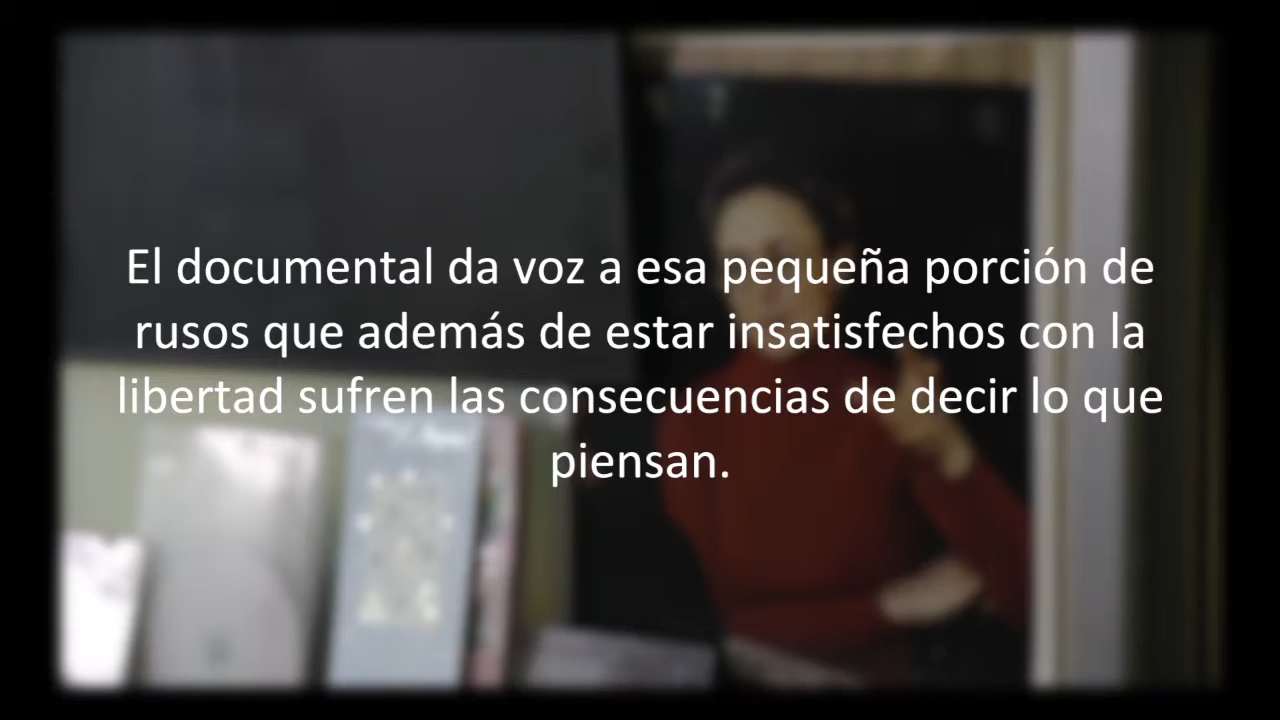 El documental da voz a esa pequeña porción de
rusos que además de estar insatisfechos con la
libertad sufren las consecuencias de decir lo que
piensan.